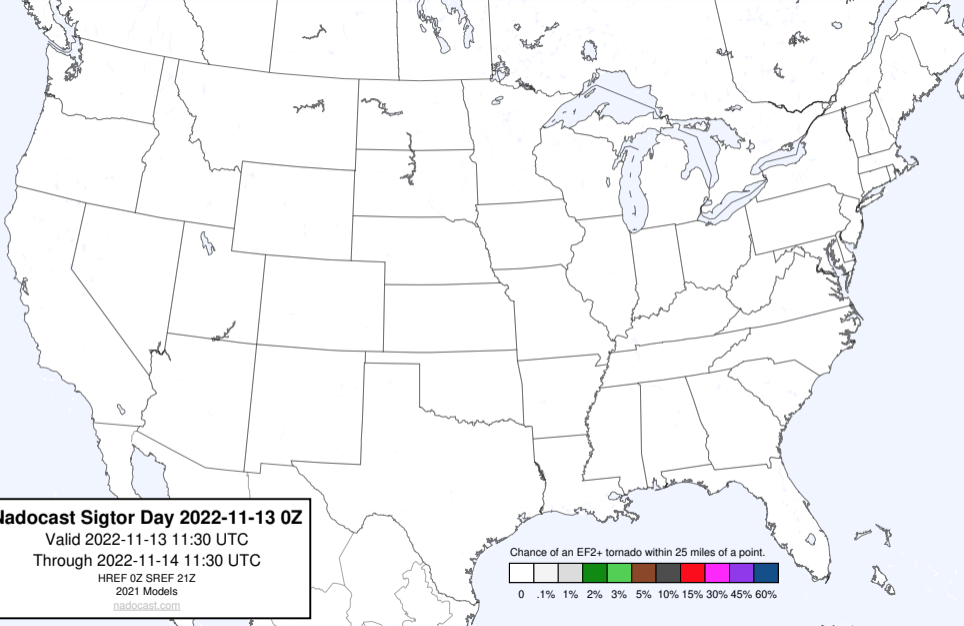 Nadocast Sigtor Day 2022-11-13 0Z
Valid 2022-11-13 11:30 UTC
Through 2022-11-14 11:30 UTC
HREF 0Z SREF 21Z
2021 Models
nadocast.com
Chance of an EF2+ tornado within 25 miles of a point.
0 .1% 1% 2% 3% 5% 10% 15% 30% 45% 60%